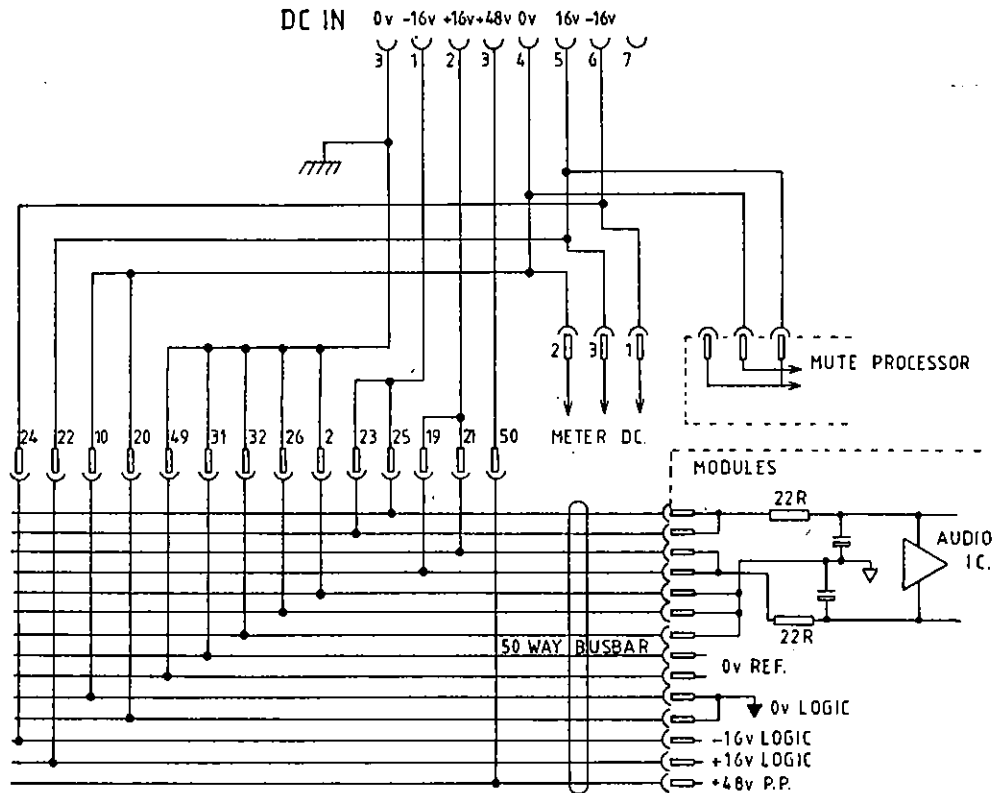 DC IN 0v -16v +16v +48v 0v 16v -16v
3 1 2 3 4 5 6 7
2 3 1
MUTE PROCESSOR
24 22 10 20 49 31 32 26 2 23 25 19 21 50
METER DC.
MODULES
22R
AUDIO
IC.
22R
50 WAY BUSBAR
0v REF.
0v LOGIC
-16v LOGIC
+16v LOGIC
+48v P.P.